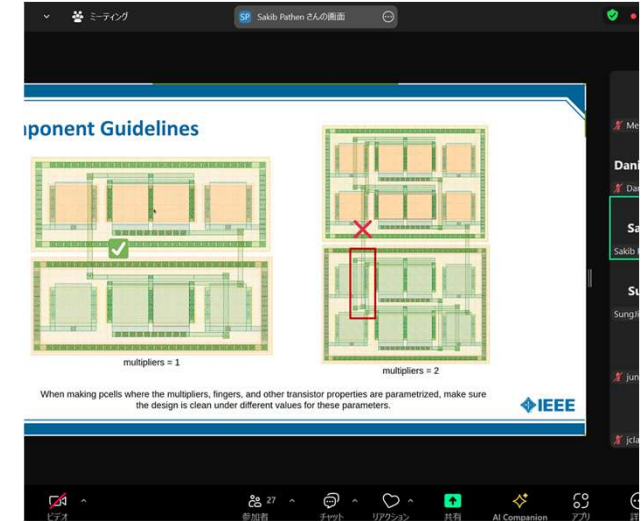 ミーティング
SP Sakib Pathen さんの画面
ponent Guidelines
multipliers = 1
multipliers = 2
When making pcells where the multipliers, fingers, and other transistor properties are parametrized, make sure
the design is clean under different values for these parameters.
IEEE
Me
Dani
Dan
Sa
Sakib
Su
SungJi
jun
jcla
ビデオ
27
参加者
チャット
リアクション
共有
AI Companion
アプリ